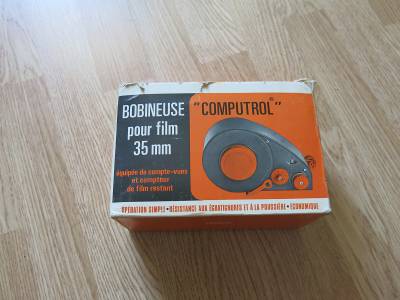 BOBINEUSE
pour film
35 mm
équipée de compte-vues
et compteur
de film restant
"COMPUTROL"
OPÉRATION SIMPLE • RÉSISTANCE AUX ÉGRATIGNURES ET À LA POUSSIÈRE • ÉCONOMIQUE